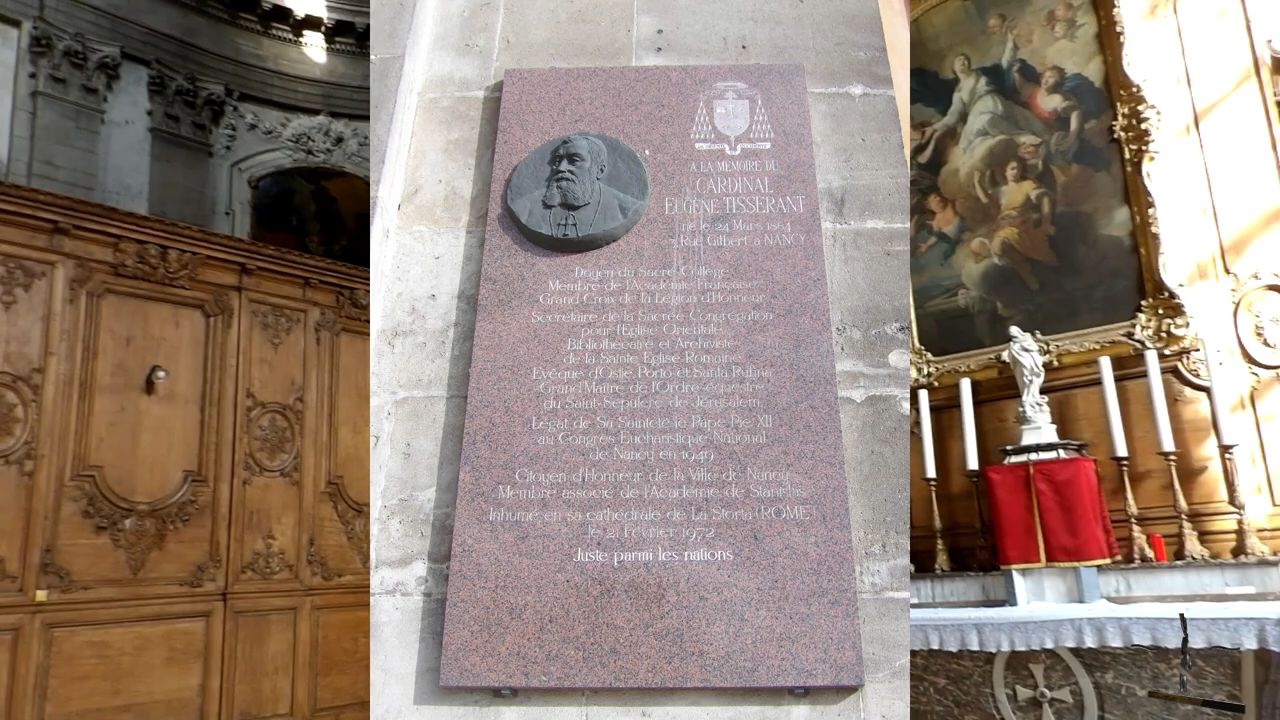 A LA MEMOIRE DU
CARDINAL
EUGENE TISSERANT
né le 24 Mars 1884
Rue Gilbert à NANCY
Doyen du Sacré Collège
Membre de l'Académie Française
Grand Croix de la Légion d'Honneur
Secrétaire de la Sacrée Congrégation
pour l'Eglise Orientale
Bibliothécaire et Archiviste
de la Sainte Eglise Romaine
Evêque d'Ostie, Porto et Santa Rufina
Grand Maître de l'Ordre équestre
du Saint-Sépulcre de Jérusalem
Légat de Sa Sainteté le Pape Pie XII
au Congrès Eucharistique National
de Nancy en 1949
Citoyen d'Honneur de la Ville de Nancy
Membre associé de l'Académie de Stanislas
Inhumé en sa cathédrale de La Storta (ROME
le 21 Février 1972
Juste parmi les nations